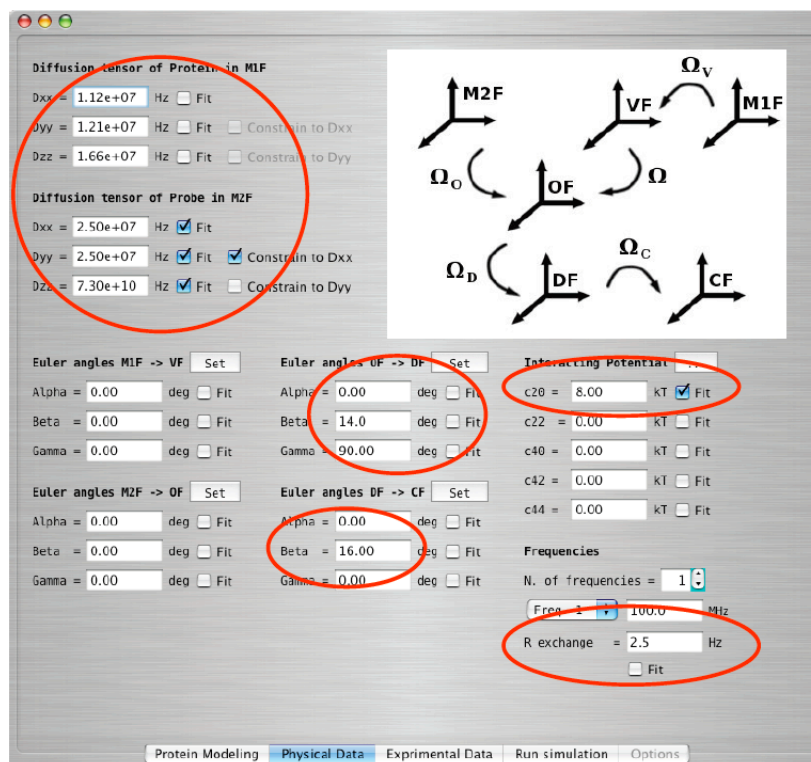 Diffusion tensor of Protein in M1F
Dxx = 1.12e+07 Hz Fit
Dyy = 1.21e+07 Hz Fit Constrain to Dxx
Dzz = 1.66e+07 Hz Fit Constrain to Dyy
Diffusion tensor of Probe in M2F
Dxx = 2.50e+07 Hz Fit
Dyy = 2.50e+07 Hz Fit Constrain to Dxx
Dzz = 7.30e+10 Hz Fit Constrain to Dyy
Ω_V
M2F VF M1F
Ω_O OF Ω
Ω_D Ω_C
DF CF
Euler angles M1F -> VF Set
Alpha = 0.00 deg Fit
Beta = 0.00 deg Fit
Gamma = 0.00 deg Fit
Euler angles OF -> DF Set
Alpha = 0.00 deg Fit
Beta = 14.0 deg Fit
Gamma = 90.00 deg Fit
Interacting Potential
c20 = 8.00 kT Fit
c22 = 0.00 kT Fit
c40 = 0.00 kT Fit
c42 = 0.00 kT Fit
c44 = 0.00 kT Fit
Euler angles M2F -> OF Set
Alpha = 0.00 deg Fit
Beta = 0.00 deg Fit
Gamma = 0.00 deg Fit
Euler angles DF -> CF Set
Alpha = 0.00 deg Fit
Beta = 16.00 deg Fit
Gamma = 0.00 deg Fit
Frequencies
N. of frequencies = 1
Freq. 1 100.0 MHz
R exchange = 2.5 Hz
Fit
Protein Modeling Physical Data Exprimental Data Run simulation Options